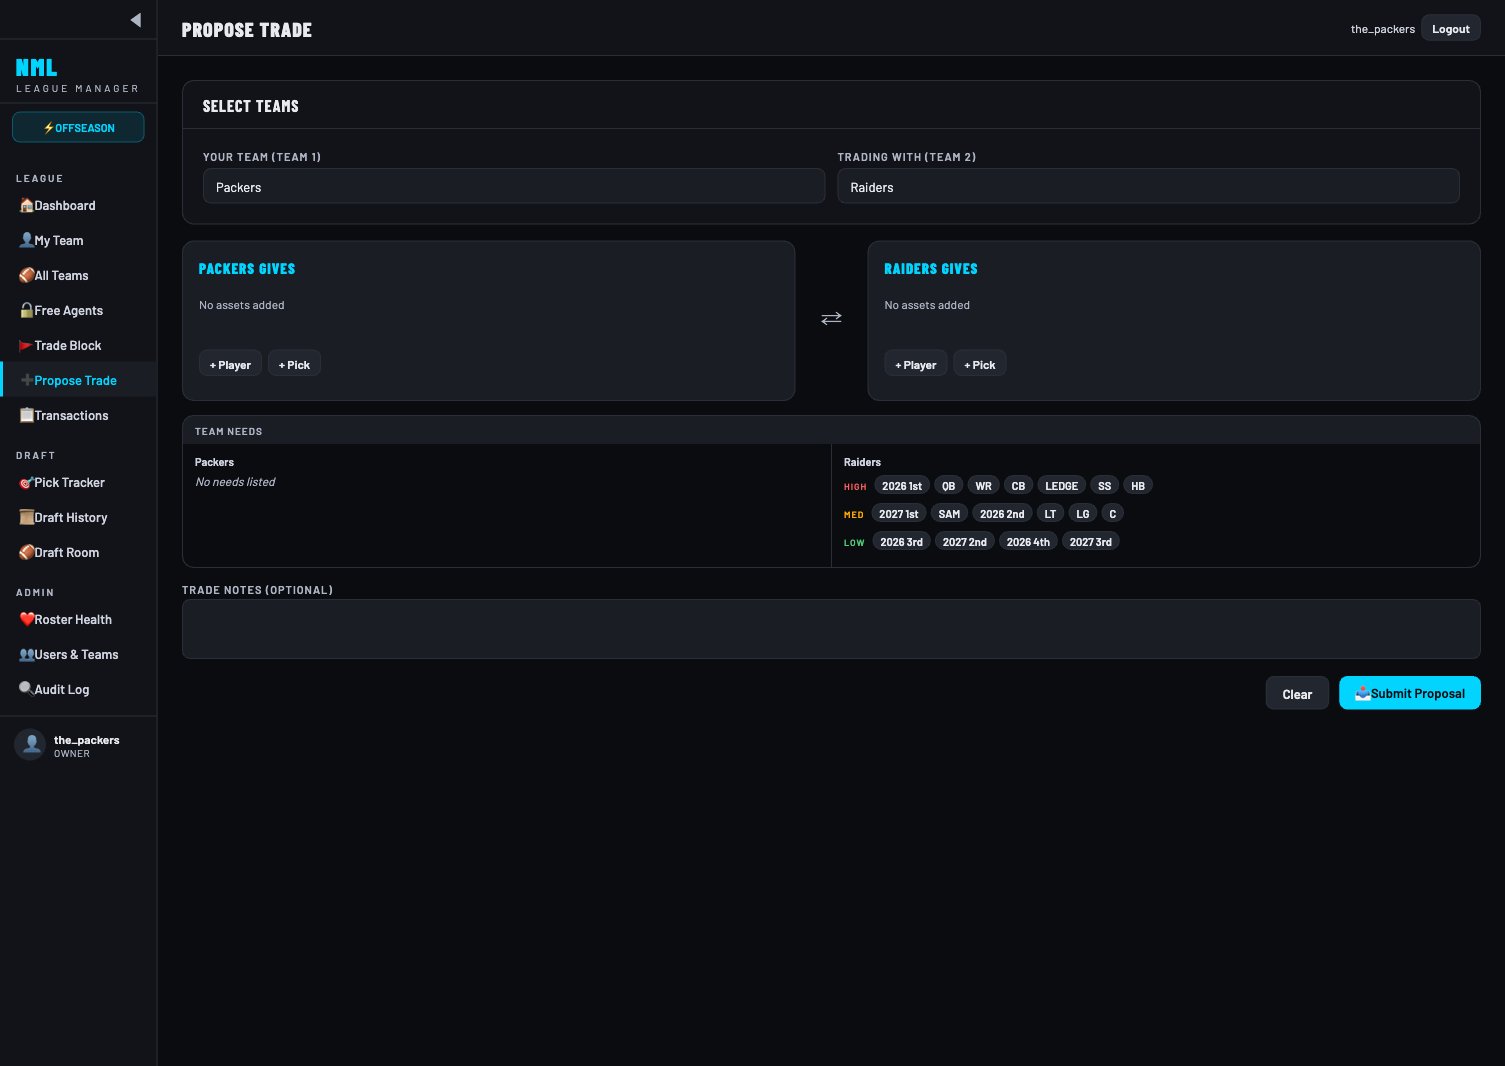 NML
LEAGUE MANAGER
⚡OFFSEASON
LEAGUE
Dashboard
My Team
All Teams
Free Agents
Trade Block
Propose Trade
Transactions
DRAFT
Pick Tracker
Draft History
Draft Room
ADMIN
Roster Health
Users & Teams
Audit Log
the_packers
OWNER
PROPOSE TRADE
the_packers Logout
SELECT TEAMS
YOUR TEAM (TEAM 1)
Packers
TRADING WITH (TEAM 2)
Raiders
PACKERS GIVES
No assets added
+ Player + Pick
RAIDERS GIVES
No assets added
+ Player + Pick
TEAM NEEDS
Packers
No needs listed
Raiders
HIGH 2026 1st QB WR CB LEDGE SS HB
MED 2027 1st SAM 2026 2nd LT LG C
LOW 2026 3rd 2027 2nd 2026 4th 2027 3rd
TRADE NOTES (OPTIONAL)
Clear Submit Proposal